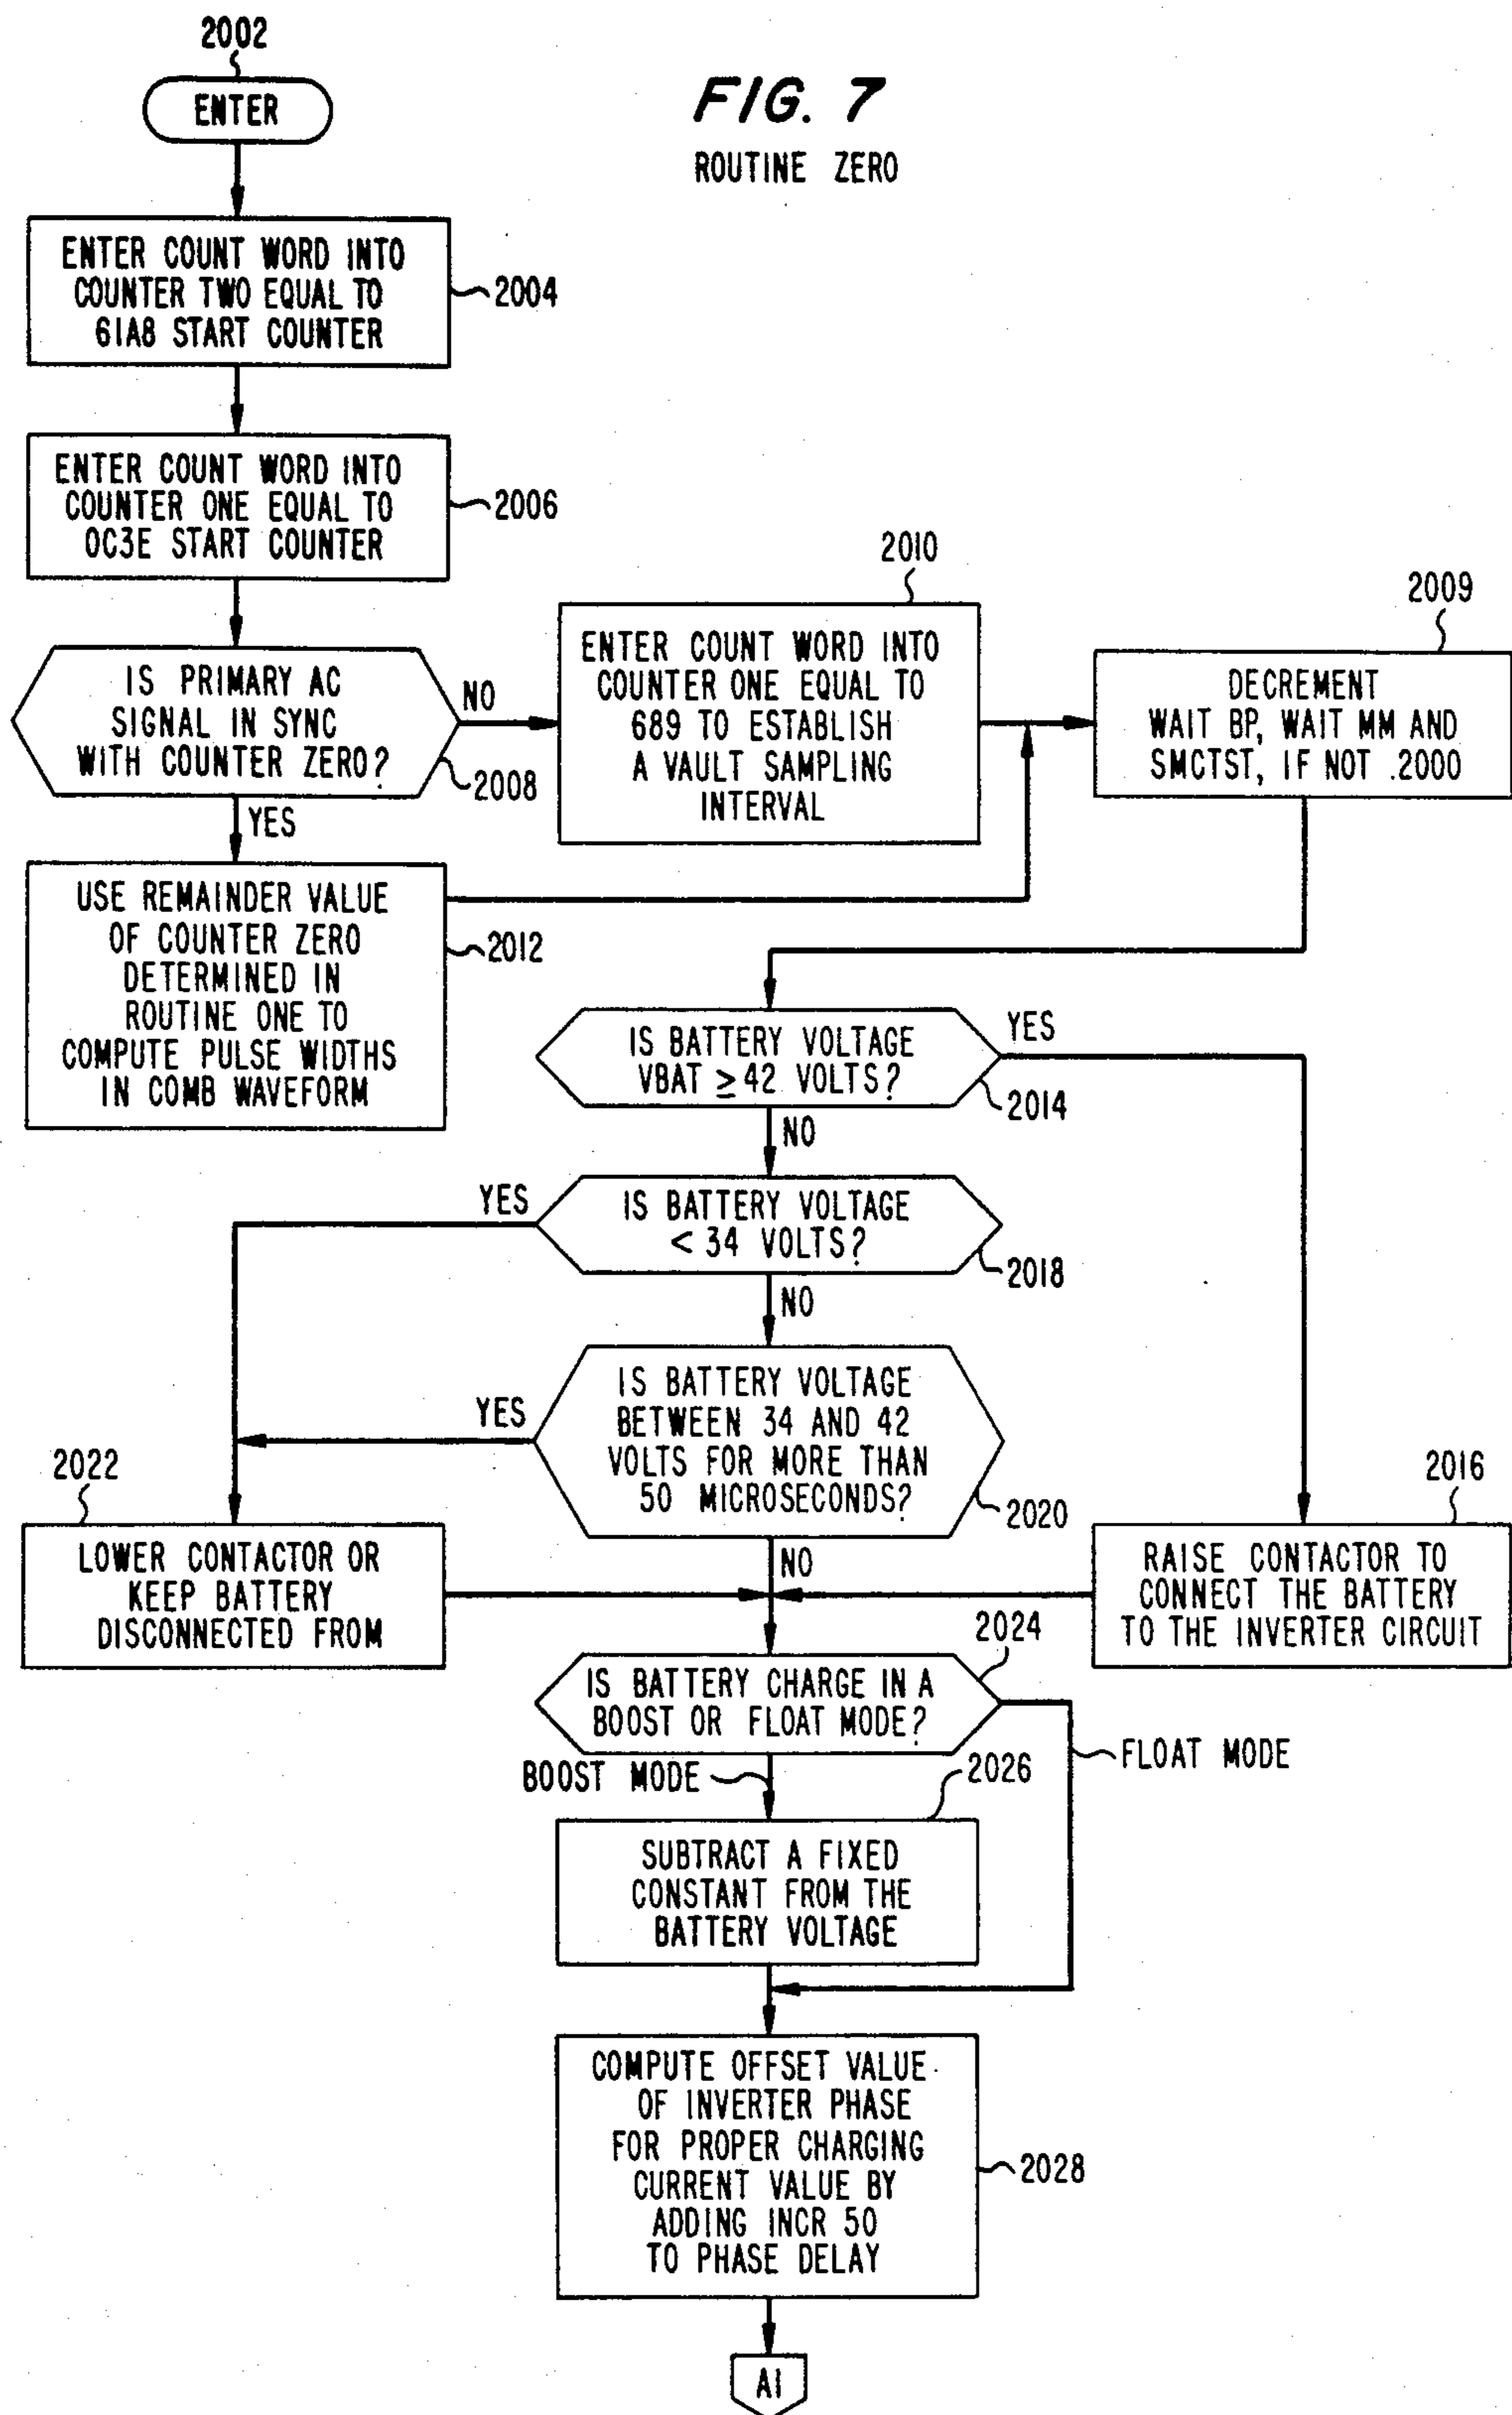 2002
ENTER
FIG. 7
ROUTINE ZERO
ENTER COUNT WORD INTO
COUNTER TWO EQUAL TO
61A8 START COUNTER
2004
ENTER COUNT WORD INTO
COUNTER ONE EQUAL TO
0C3E START COUNTER
2006
IS PRIMARY AC
SIGNAL IN SYNC
WITH COUNTER ZERO?
2008
NO
YES
2010
ENTER COUNT WORD INTO
COUNTER ONE EQUAL TO
689 TO ESTABLISH
A VAULT SAMPLING
INTERVAL
2009
DECREMENT
WAIT BP, WAIT MM AND
SMCTST, IF NOT .2000
USE REMAINDER VALUE
OF COUNTER ZERO
DETERMINED IN
ROUTINE ONE TO
COMPUTE PULSE WIDTHS
IN COMB WAVEFORM
2012
IS BATTERY VOLTAGE
VBAT ≥ 42 VOLTS?
YES
2014
NO
IS BATTERY VOLTAGE
< 34 VOLTS?
YES
2018
NO
IS BATTERY VOLTAGE
BETWEEN 34 AND 42
VOLTS FOR MORE THAN
50 MICROSECONDS?
YES
2020
NO
2022
LOWER CONTACTOR OR
KEEP BATTERY
DISCONNECTED FROM
2016
RAISE CONTACTOR TO
CONNECT THE BATTERY
TO THE INVERTER CIRCUIT
2024
IS BATTERY CHARGE IN A
BOOST OR FLOAT MODE?
FLOAT MODE
BOOST MODE
2026
SUBTRACT A FIXED
CONSTANT FROM THE
BATTERY VOLTAGE
COMPUTE OFFSET VALUE
OF INVERTER PHASE
FOR PROPER CHARGING
CURRENT VALUE BY
ADDING INCR 50
TO PHASE DELAY
2028
A1